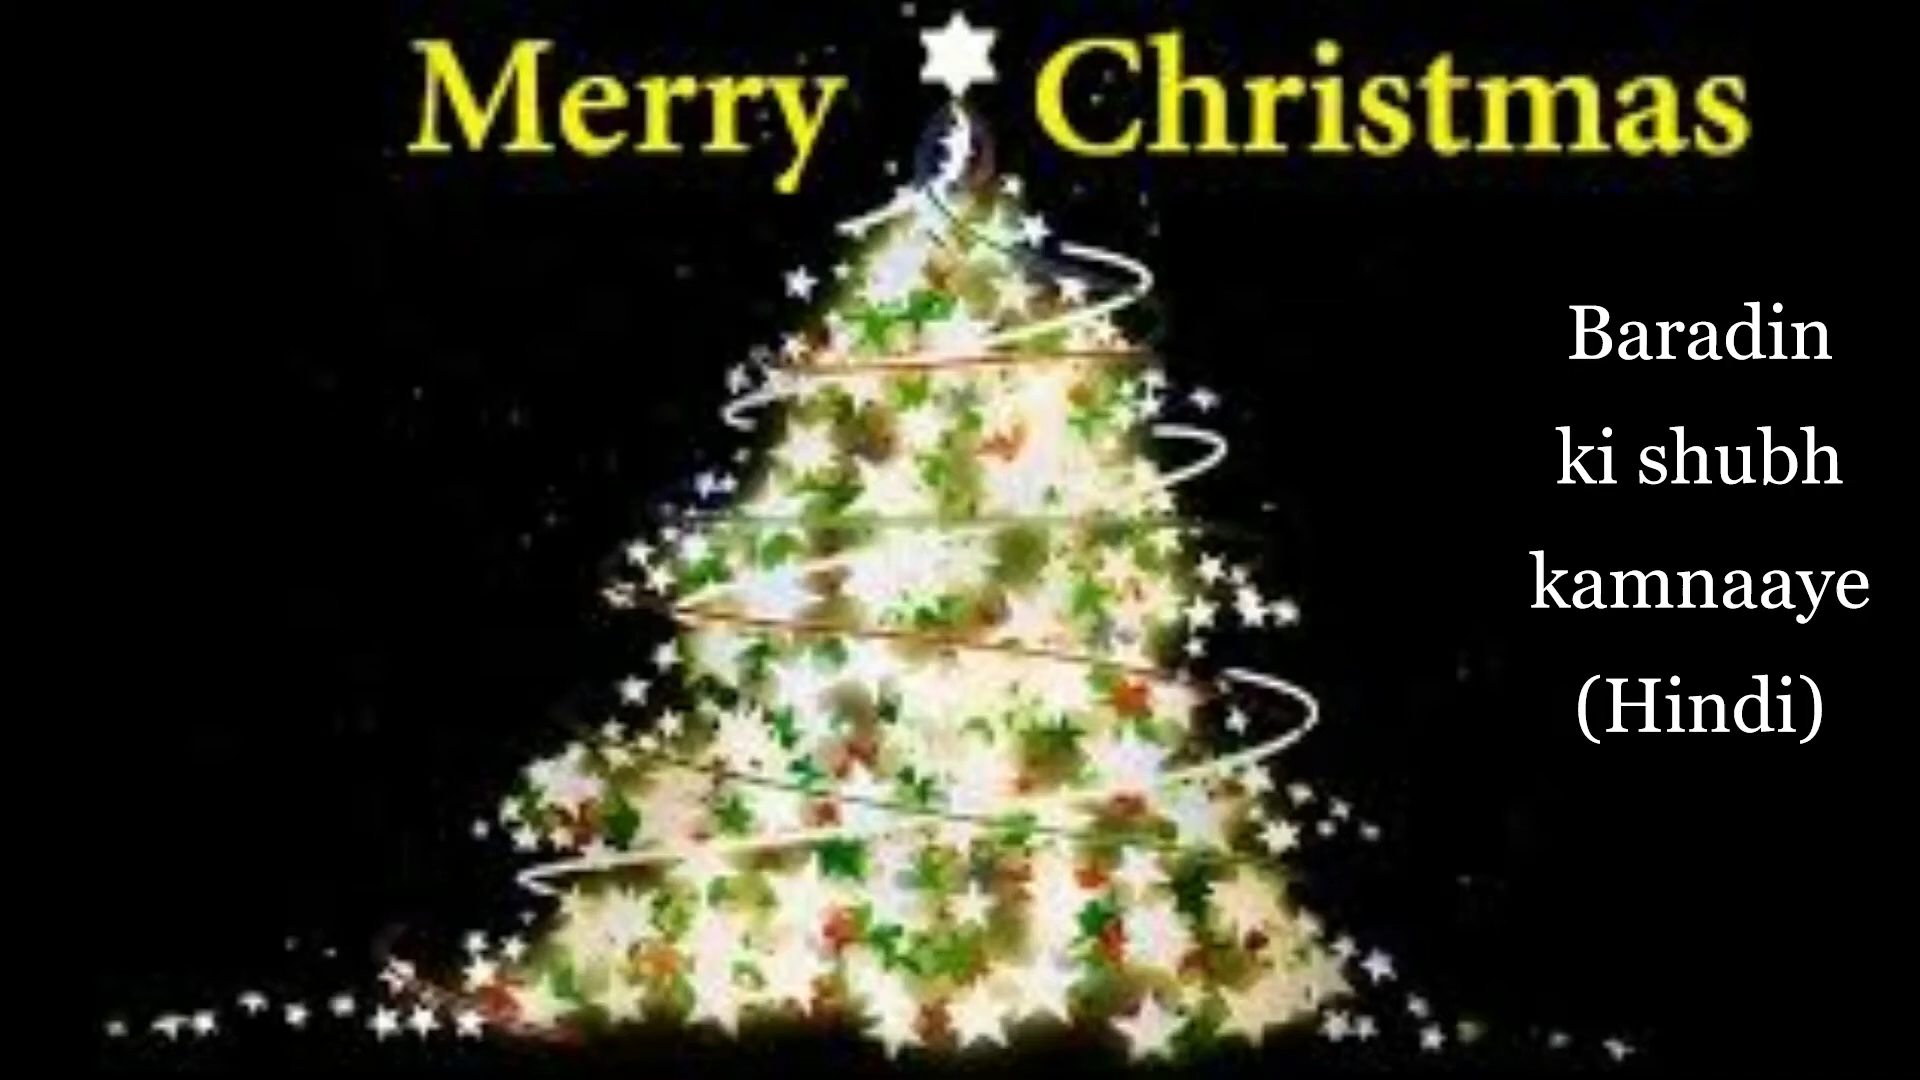 Merry Christmas
Baradin
ki shubh
kamnaaye
(Hindi)